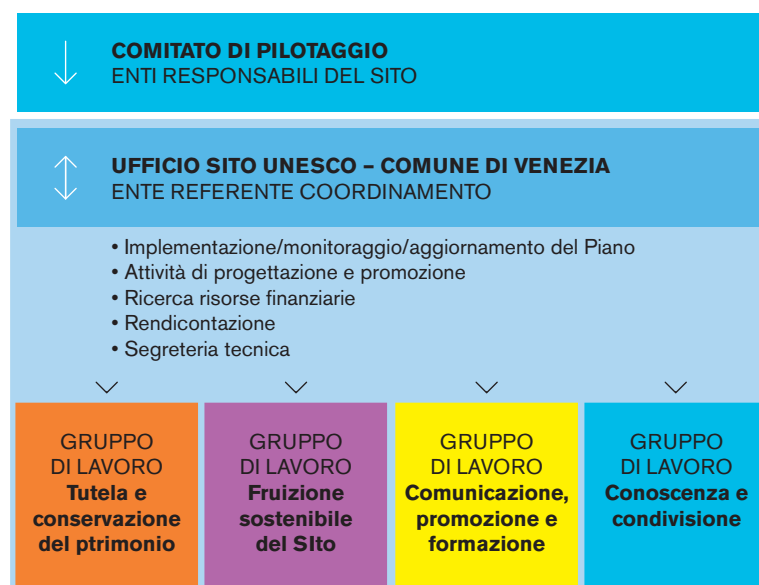 COMITATO DI PILOTAGGIO
ENTI RESPONSABILI DEL SITO
UFFICIO SITO UNESCO – COMUNE DI VENEZIA
ENTE REFERENTE COORDINAMENTO
• Implementazione/monitoraggio/aggiornamento del Piano
• Attività di progettazione e promozione
• Ricerca risorse finanziarie
• Rendicontazione
• Segreteria tecnica
GRUPPO
DI LAVORO
Tutela e
conservazione
del ptrimonio
GRUPPO
DI LAVORO
Fruizione
sostenibile
del SIto
GRUPPO
DI LAVORO
Comunicazione,
promozione e
formazione
GRUPPO
DI LAVORO
Conoscenza e
condivisione